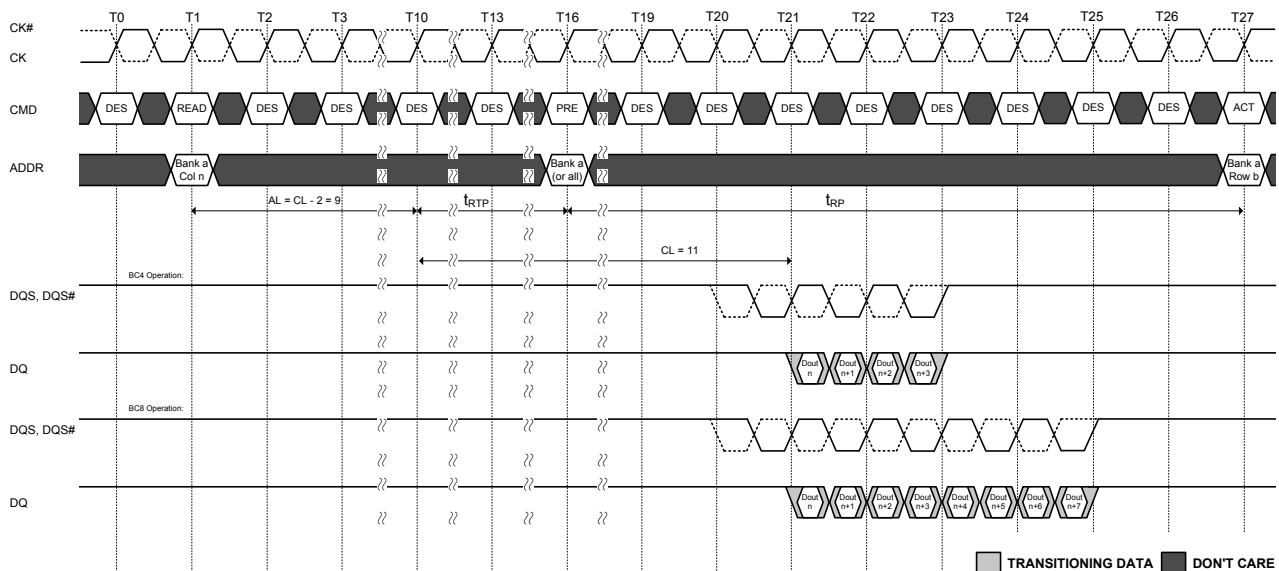 T0 T1 T2 T3 T10 T13 T16 T19 T20 T21 T22 T23 T24 T25 T26 T27
CK#
CK
CMD DES READ DES DES DES DES PRE DES DES DES DES DES DES DES DES ACT
ADDR
Bank a
Col n
Bank a
(or all)
Bank a
Row b
AL = CL - 2 = 9
tRTP
tRP
CL = 11
BC4 Operation:
DQS, DQS#
DQ
Dout
n
Dout
n+1
Dout
n+2
Dout
n+3
BC8 Operation:
DQS, DQS#
DQ
Dout
n
Dout
n+1
Dout
n+2
Dout
n+3
Dout
n+4
Dout
n+5
Dout
n+6
Dout
n+7
TRANSITIONING DATA DON'T CARE